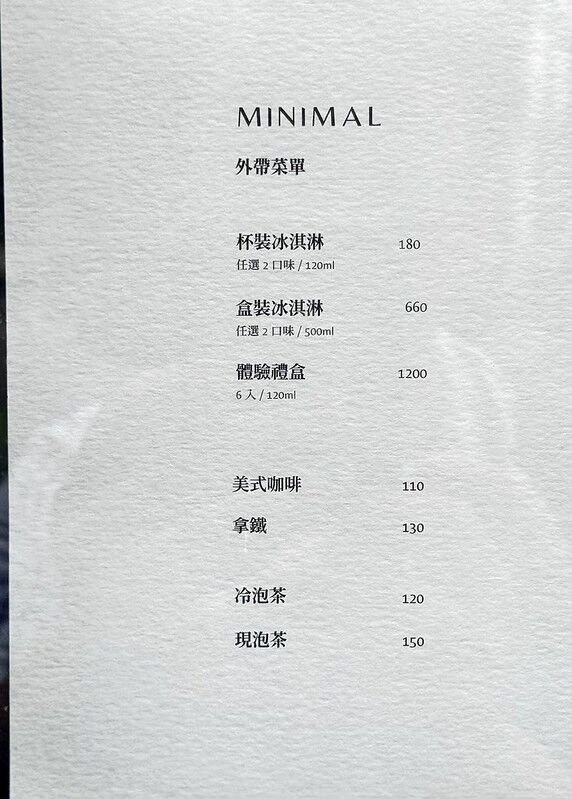 MINIMAL
外帶菜單
杯裝冰淇淋 180
任選 2 口味 / 120ml
盒裝冰淇淋 660
任選 2 口味 / 500ml
體驗禮盒 1200
6 入 / 120ml
美式咖啡 110
拿鐵 130
冷泡茶 120
現泡茶 150